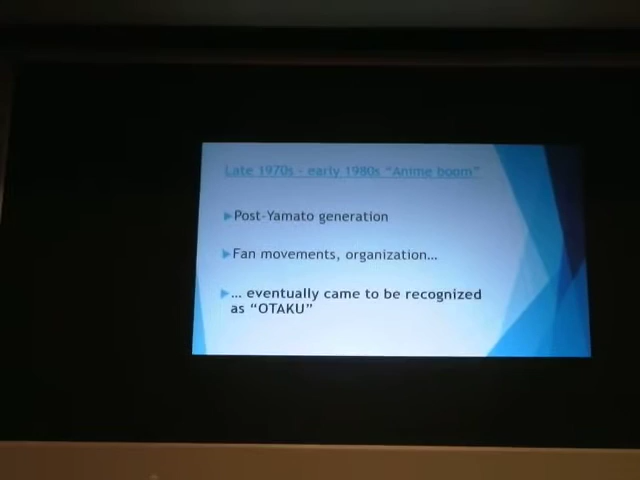 Late 1970s - early 1980s “Anime boom”
Post-Yamato generation
Fan movements, organization...
... eventually came to be recognized
as “OTAKU”